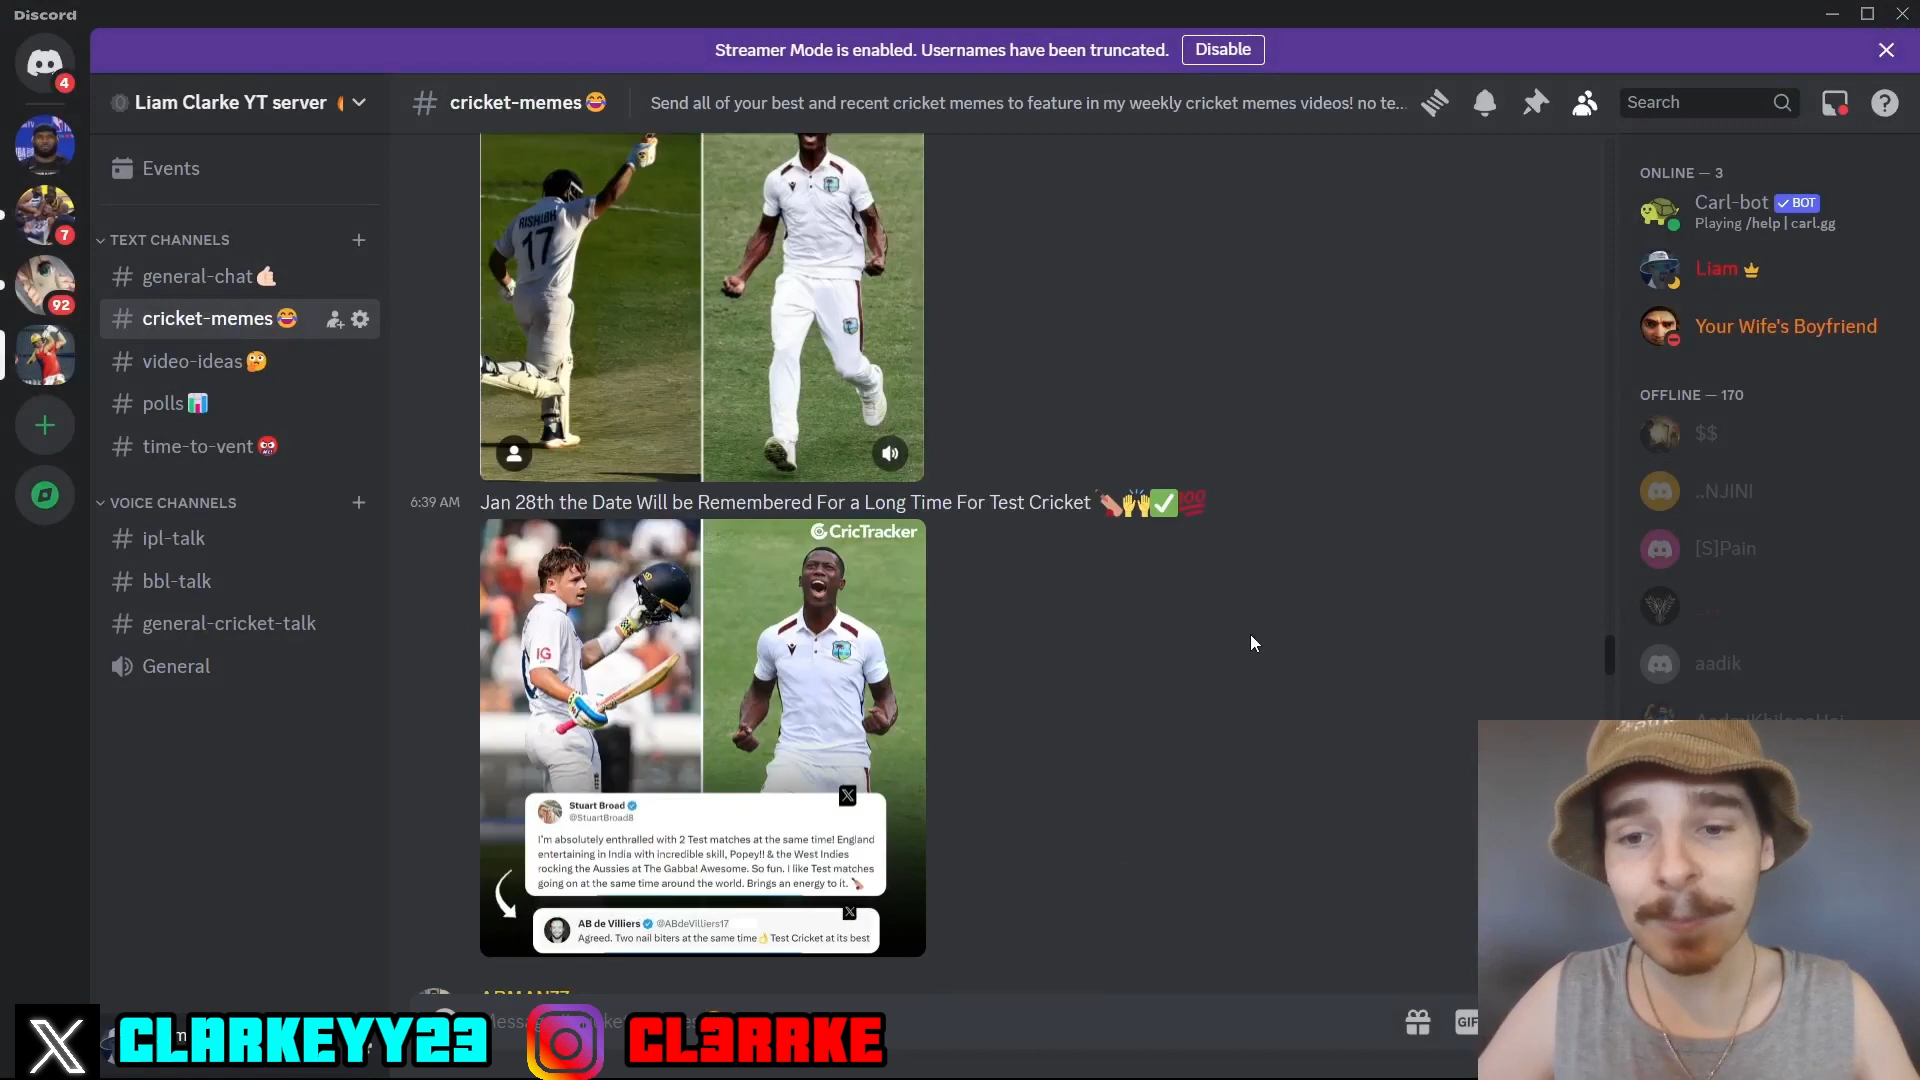 Discord
Streamer Mode is enabled. Usernames have been truncated.
Disable
4
7
92
Liam Clarke YT server
Events
TEXT CHANNELS
general-chat
cricket-memes
video-ideas
polls
time-to-vent
VOICE CHANNELS
ipl-talk
bbl-talk
general-cricket-talk
General
cricket-memes
Send all of your best and recent cricket memes to feature in my weekly cricket memes videos! no te...
Search
RISHABH
17
6:39 AM
Jan 28th the Date Will be Remembered For a Long Time For Test Cricket 🏏🙌✅💯
CricTracker
IG
Stuart Broad
@StuartBroad8
I'm absolutely enthralled with 2 Test matches at the same time! England
entertaining in India with incredible skill, Popey!! & the West Indies
rocking the Aussies at The Gabba! Awesome. So fun. I like Test matches
going on at the same time around the world. Brings an energy to it. 🏏
AB de Villiers @ABdeVilliers17
Agreed. Two nail biters at the same time👌Test Cricket at its best
GIF
ONLINE — 3
Carl-bot
BOT
Playing /help | carl.gg
Liam
Your Wife's Boyfriend
OFFLINE — 170
$$
..NJINI
[S]Pain
aadik
CLARKEYY23
CL3RRKE